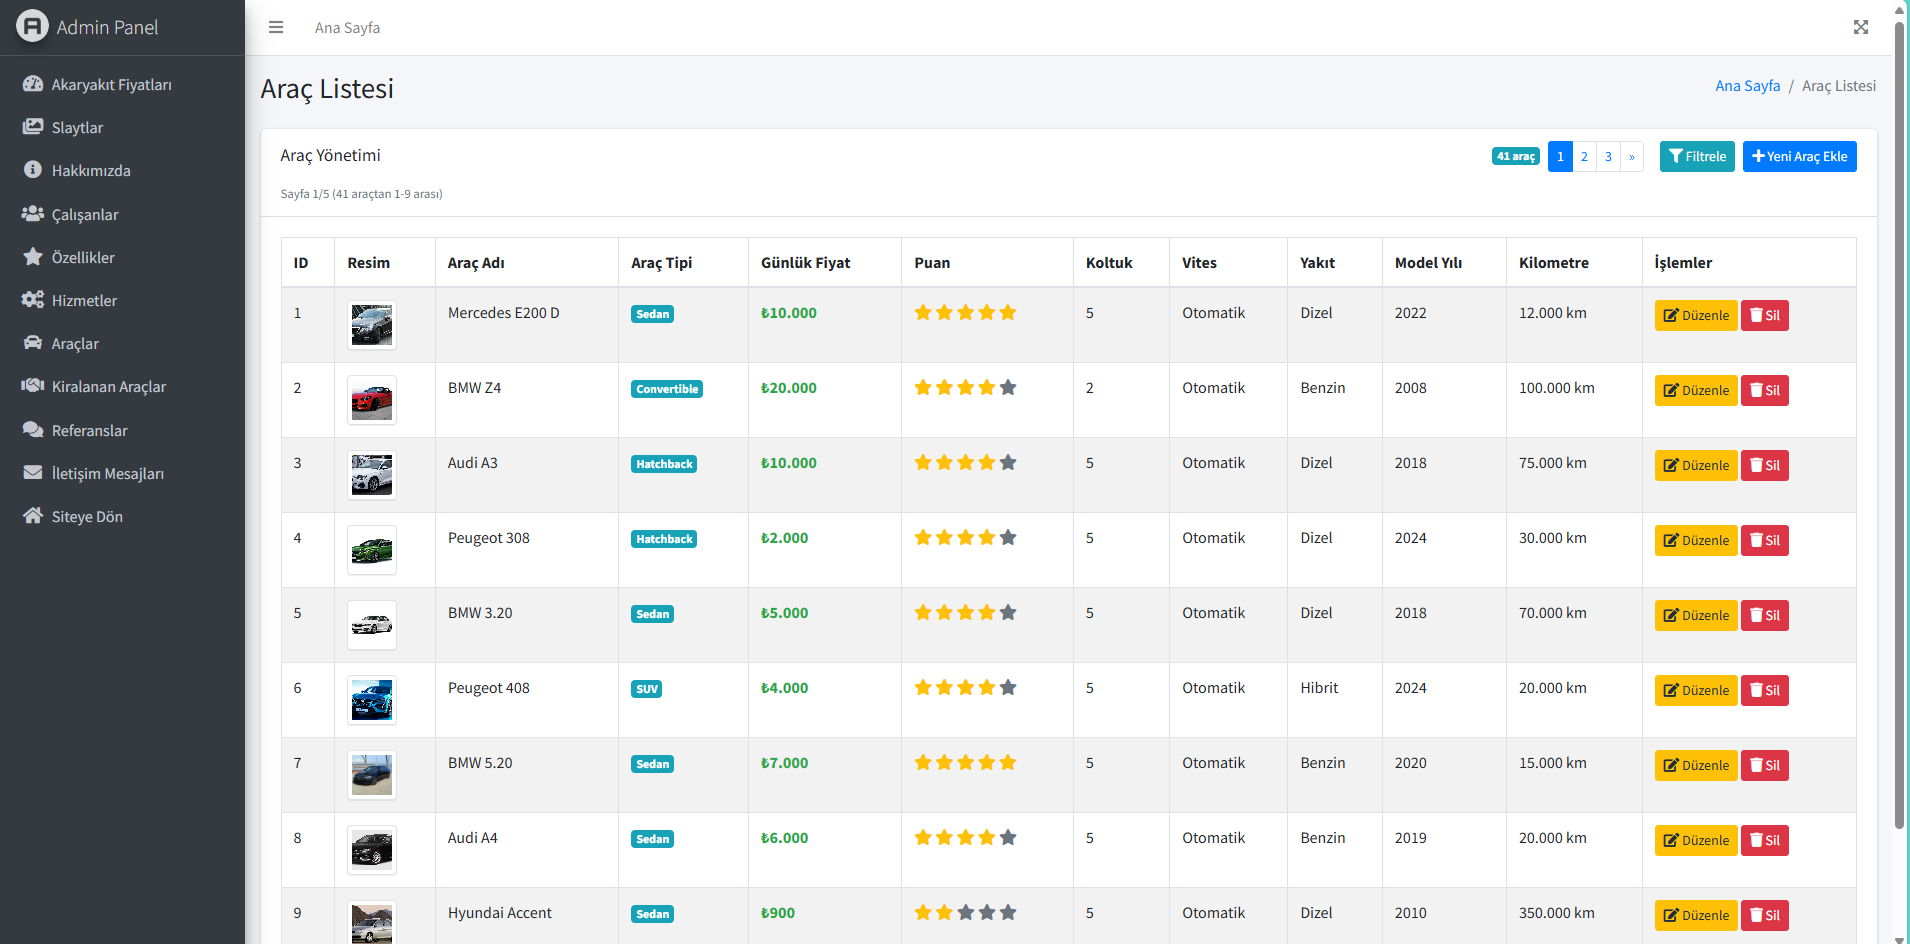 Admin Panel
Ana Sayfa
Akaryakıt Fiyatları
Slaytlar
Hakkımızda
Çalışanlar
Özellikler
Hizmetler
Araçlar
Kiralanan Araçlar
Referanslar
İletişim Mesajları
Siteye Dön
Araç Listesi
Ana Sayfa / Araç Listesi
Araç Yönetimi
41 araç 1 2 3 » Filtrele Yeni Araç Ekle
Sayfa 1/5 (41 araçtan 1-9 arası)
ID Resim Araç Adı Araç Tipi Günlük Fiyat Puan Koltuk Vites Yakıt Model Yılı Kilometre İşlemler
1 Mercedes E200 D Sedan ₺10.000 5 Otomatik Dizel 2022 12.000 km Düzenle Sil
2 BMW Z4 Convertible ₺20.000 2 Otomatik Benzin 2008 100.000 km Düzenle Sil
3 Audi A3 Hatchback ₺10.000 5 Otomatik Dizel 2018 75.000 km Düzenle Sil
4 Peugeot 308 Hatchback ₺2.000 5 Otomatik Dizel 2024 30.000 km Düzenle Sil
5 BMW 3.20 Sedan ₺5.000 5 Otomatik Dizel 2018 70.000 km Düzenle Sil
6 Peugeot 408 SUV ₺4.000 5 Otomatik Hibrit 2024 20.000 km Düzenle Sil
7 BMW 5.20 Sedan ₺7.000 5 Otomatik Benzin 2020 15.000 km Düzenle Sil
8 Audi A4 Sedan ₺6.000 5 Otomatik Benzin 2019 20.000 km Düzenle Sil
9 Hyundai Accent Sedan ₺900 5 Otomatik Dizel 2010 350.000 km Düzenle Sil